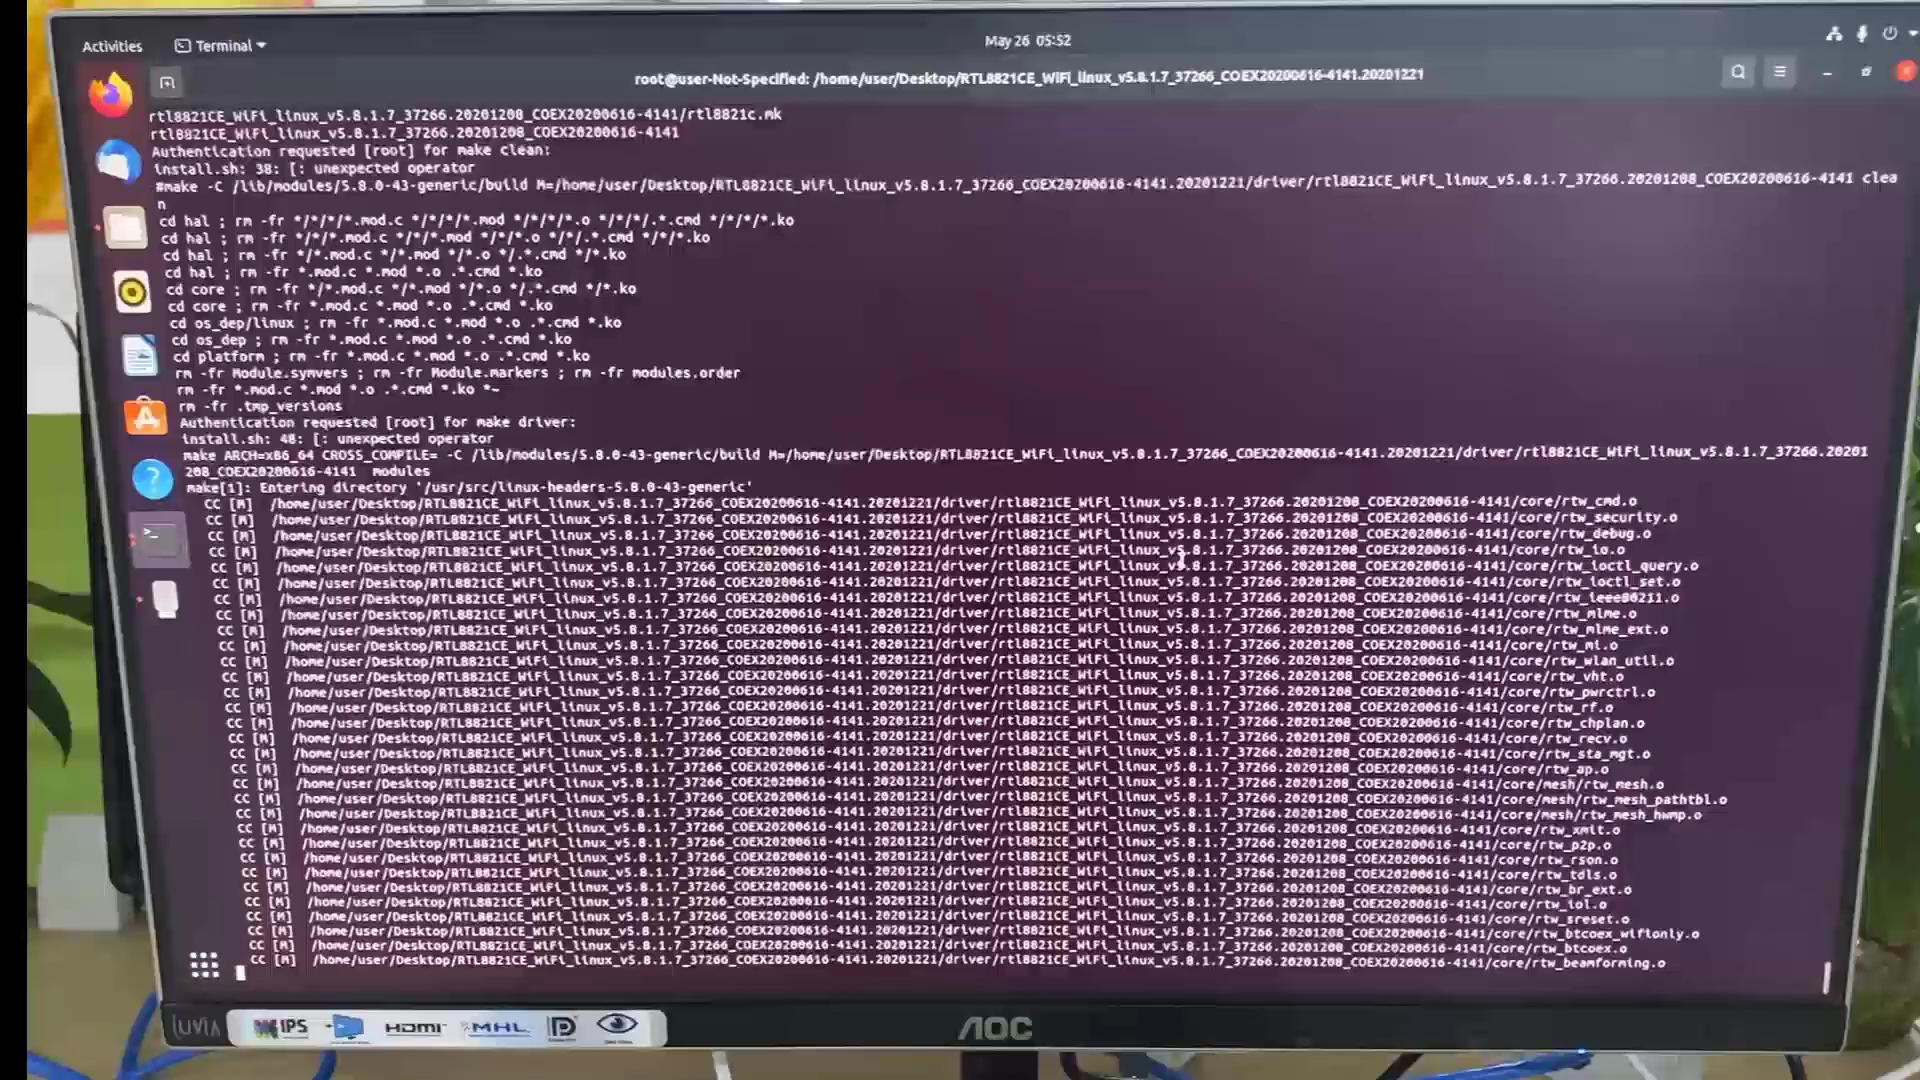 Activities
Terminal
May 26 05:52
root@user-Not-Specified: /home/user/Desktop/RTL8821CE_WiFi_linux_v5.8.1.7_37266_COEX20200616-4141.20201221
rtl8821CE_WiFi_linux_v5.8.1.7_37266.20201208_COEX20200616-4141/rtl8821c.mk
rtl8821CE_WiFi_linux_v5.8.1.7_37266.20201208_COEX20200616-4141
Authentication requested [root] for make clean:
install.sh: 38: [: unexpected operator
#make -C /lib/modules/5.8.0-43-generic/build M=/home/user/Desktop/RTL8821CE_WiFi_linux_v5.8.1.7_37266_COEX20200616-4141.20201221/driver/rtl8821CE_WiFi_linux_v5.8.1.7_37266.20201208_COEX20200616-4141 clea
n
cd hal ; rm -fr */*/*/*.mod.c */*/*/*.mod */*/*/*.o */*/*/.*.cmd */*/*/*.ko
cd hal ; rm -fr */*/*.mod.c */*/*.mod */*/*.o */*/.*.cmd */*/*.ko
cd hal ; rm -fr */*.mod.c */*.mod */*.o */.*.cmd */*.ko
cd hal ; rm -fr *.mod.c *.mod *.o .*.cmd *.ko
cd core ; rm -fr */*.mod.c */*.mod */*.o */.*.cmd */*.ko
cd core ; rm -fr *.mod.c *.mod *.o .*.cmd *.ko
cd os_dep/linux ; rm -fr *.mod.c *.mod *.o .*.cmd *.ko
cd os_dep ; rm -fr *.mod.c *.mod *.o .*.cmd *.ko
cd platform ; rm -fr *.mod.c *.mod *.o .*.cmd *.ko
rm -fr Module.symvers ; rm -fr Module.markers ; rm -fr modules.order
rm -fr *.mod.c *.mod *.o .*.cmd *.ko *~
rm -fr .tmp_versions
Authentication requested [root] for make driver:
install.sh: 48: [: unexpected operator
make ARCH=x86_64 CROSS_COMPILE= -C /lib/modules/5.8.0-43-generic/build M=/home/user/Desktop/RTL8821CE_WiFi_linux_v5.8.1.7_37266_COEX20200616-4141.20201221/driver/rtl8821CE_WiFi_linux_v5.8.1.7_37266.20201
208_COEX20200616-4141 modules
make[1]: Entering directory '/usr/src/linux-headers-5.8.0-43-generic'
CC [M] /home/user/Desktop/RTL8821CE_WiFi_linux_v5.8.1.7_37266_COEX20200616-4141.20201221/driver/rtl8821CE_WiFi_linux_v5.8.1.7_37266.20201208_COEX20200616-4141/core/rtw_cmd.o
CC [M] /home/user/Desktop/RTL8821CE_WiFi_linux_v5.8.1.7_37266_COEX20200616-4141.20201221/driver/rtl8821CE_WiFi_linux_v5.8.1.7_37266.20201208_COEX20200616-4141/core/rtw_security.o
CC [M] /home/user/Desktop/RTL8821CE_WiFi_linux_v5.8.1.7_37266_COEX20200616-4141.20201221/driver/rtl8821CE_WiFi_linux_v5.8.1.7_37266.20201208_COEX20200616-4141/core/rtw_debug.o
CC [M] /home/user/Desktop/RTL8821CE_WiFi_linux_v5.8.1.7_37266_COEX20200616-4141.20201221/driver/rtl8821CE_WiFi_linux_v5.8.1.7_37266.20201208_COEX20200616-4141/core/rtw_io.o
CC [M] /home/user/Desktop/RTL8821CE_WiFi_linux_v5.8.1.7_37266_COEX20200616-4141.20201221/driver/rtl8821CE_WiFi_linux_v5.8.1.7_37266.20201208_COEX20200616-4141/core/rtw_ioctl_query.o
CC [M] /home/user/Desktop/RTL8821CE_WiFi_linux_v5.8.1.7_37266_COEX20200616-4141.20201221/driver/rtl8821CE_WiFi_linux_v5.8.1.7_37266.20201208_COEX20200616-4141/core/rtw_ioctl_set.o
CC [M] /home/user/Desktop/RTL8821CE_WiFi_linux_v5.8.1.7_37266_COEX20200616-4141.20201221/driver/rtl8821CE_WiFi_linux_v5.8.1.7_37266.20201208_COEX20200616-4141/core/rtw_ieee80211.o
CC [M] /home/user/Desktop/RTL8821CE_WiFi_linux_v5.8.1.7_37266_COEX20200616-4141.20201221/driver/rtl8821CE_WiFi_linux_v5.8.1.7_37266.20201208_COEX20200616-4141/core/rtw_mlme.o
CC [M] /home/user/Desktop/RTL8821CE_WiFi_linux_v5.8.1.7_37266_COEX20200616-4141.20201221/driver/rtl8821CE_WiFi_linux_v5.8.1.7_37266.20201208_COEX20200616-4141/core/rtw_mlme_ext.o
CC [M] /home/user/Desktop/RTL8821CE_WiFi_linux_v5.8.1.7_37266_COEX20200616-4141.20201221/driver/rtl8821CE_WiFi_linux_v5.8.1.7_37266.20201208_COEX20200616-4141/core/rtw_mi.o
CC [M] /home/user/Desktop/RTL8821CE_WiFi_linux_v5.8.1.7_37266_COEX20200616-4141.20201221/driver/rtl8821CE_WiFi_linux_v5.8.1.7_37266.20201208_COEX20200616-4141/core/rtw_wlan_util.o
CC [M] /home/user/Desktop/RTL8821CE_WiFi_linux_v5.8.1.7_37266_COEX20200616-4141.20201221/driver/rtl8821CE_WiFi_linux_v5.8.1.7_37266.20201208_COEX20200616-4141/core/rtw_vht.o
CC [M] /home/user/Desktop/RTL8821CE_WiFi_linux_v5.8.1.7_37266_COEX20200616-4141.20201221/driver/rtl8821CE_WiFi_linux_v5.8.1.7_37266.20201208_COEX20200616-4141/core/rtw_pwrctrl.o
CC [M] /home/user/Desktop/RTL8821CE_WiFi_linux_v5.8.1.7_37266_COEX20200616-4141.20201221/driver/rtl8821CE_WiFi_linux_v5.8.1.7_37266.20201208_COEX20200616-4141/core/rtw_rf.o
CC [M] /home/user/Desktop/RTL8821CE_WiFi_linux_v5.8.1.7_37266_COEX20200616-4141.20201221/driver/rtl8821CE_WiFi_linux_v5.8.1.7_37266.20201208_COEX20200616-4141/core/rtw_chplan.o
CC [M] /home/user/Desktop/RTL8821CE_WiFi_linux_v5.8.1.7_37266_COEX20200616-4141.20201221/driver/rtl8821CE_WiFi_linux_v5.8.1.7_37266.20201208_COEX20200616-4141/core/rtw_recv.o
CC [M] /home/user/Desktop/RTL8821CE_WiFi_linux_v5.8.1.7_37266_COEX20200616-4141.20201221/driver/rtl8821CE_WiFi_linux_v5.8.1.7_37266.20201208_COEX20200616-4141/core/rtw_sta_mgt.o
CC [M] /home/user/Desktop/RTL8821CE_WiFi_linux_v5.8.1.7_37266_COEX20200616-4141.20201221/driver/rtl8821CE_WiFi_linux_v5.8.1.7_37266.20201208_COEX20200616-4141/core/rtw_ap.o
CC [M] /home/user/Desktop/RTL8821CE_WiFi_linux_v5.8.1.7_37266_COEX20200616-4141.20201221/driver/rtl8821CE_WiFi_linux_v5.8.1.7_37266.20201208_COEX20200616-4141/core/mesh/rtw_mesh.o
CC [M] /home/user/Desktop/RTL8821CE_WiFi_linux_v5.8.1.7_37266_COEX20200616-4141.20201221/driver/rtl8821CE_WiFi_linux_v5.8.1.7_37266.20201208_COEX20200616-4141/core/mesh/rtw_mesh_pathtbl.o
CC [M] /home/user/Desktop/RTL8821CE_WiFi_linux_v5.8.1.7_37266_COEX20200616-4141.20201221/driver/rtl8821CE_WiFi_linux_v5.8.1.7_37266.20201208_COEX20200616-4141/core/mesh/rtw_mesh_hwmp.o
CC [M] /home/user/Desktop/RTL8821CE_WiFi_linux_v5.8.1.7_37266_COEX20200616-4141.20201221/driver/rtl8821CE_WiFi_linux_v5.8.1.7_37266.20201208_COEX20200616-4141/core/rtw_xmit.o
CC [M] /home/user/Desktop/RTL8821CE_WiFi_linux_v5.8.1.7_37266_COEX20200616-4141.20201221/driver/rtl8821CE_WiFi_linux_v5.8.1.7_37266.20201208_COEX20200616-4141/core/rtw_p2p.o
CC [M] /home/user/Desktop/RTL8821CE_WiFi_linux_v5.8.1.7_37266_COEX20200616-4141.20201221/driver/rtl8821CE_WiFi_linux_v5.8.1.7_37266.20201208_COEX20200616-4141/core/rtw_rson.o
CC [M] /home/user/Desktop/RTL8821CE_WiFi_linux_v5.8.1.7_37266_COEX20200616-4141.20201221/driver/rtl8821CE_WiFi_linux_v5.8.1.7_37266.20201208_COEX20200616-4141/core/rtw_tdls.o
CC [M] /home/user/Desktop/RTL8821CE_WiFi_linux_v5.8.1.7_37266_COEX20200616-4141.20201221/driver/rtl8821CE_WiFi_linux_v5.8.1.7_37266.20201208_COEX20200616-4141/core/rtw_br_ext.o
CC [M] /home/user/Desktop/RTL8821CE_WiFi_linux_v5.8.1.7_37266_COEX20200616-4141.20201221/driver/rtl8821CE_WiFi_linux_v5.8.1.7_37266.20201208_COEX20200616-4141/core/rtw_iol.o
CC [M] /home/user/Desktop/RTL8821CE_WiFi_linux_v5.8.1.7_37266_COEX20200616-4141.20201221/driver/rtl8821CE_WiFi_linux_v5.8.1.7_37266.20201208_COEX20200616-4141/core/rtw_sreset.o
CC [M] /home/user/Desktop/RTL8821CE_WiFi_linux_v5.8.1.7_37266_COEX20200616-4141.20201221/driver/rtl8821CE_WiFi_linux_v5.8.1.7_37266.20201208_COEX20200616-4141/core/rtw_btcoex_wifionly.o
CC [M] /home/user/Desktop/RTL8821CE_WiFi_linux_v5.8.1.7_37266_COEX20200616-4141.20201221/driver/rtl8821CE_WiFi_linux_v5.8.1.7_37266.20201208_COEX20200616-4141/core/rtw_btcoex.o
CC [M] /home/user/Desktop/RTL8821CE_WiFi_linux_v5.8.1.7_37266_COEX20200616-4141.20201221/driver/rtl8821CE_WiFi_linux_v5.8.1.7_37266.20201208_COEX20200616-4141/core/rtw_beamforming.o
LUVIA IPS HDMI MHL AOC